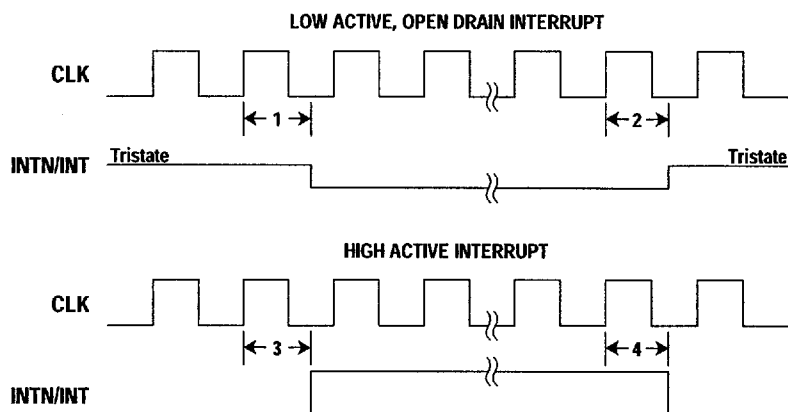 LOW ACTIVE, OPEN DRAIN INTERRUPT
CLK
1
2
INTN/INT
Tristate
Tristate
HIGH ACTIVE INTERRUPT
CLK
3
4
INTN/INT